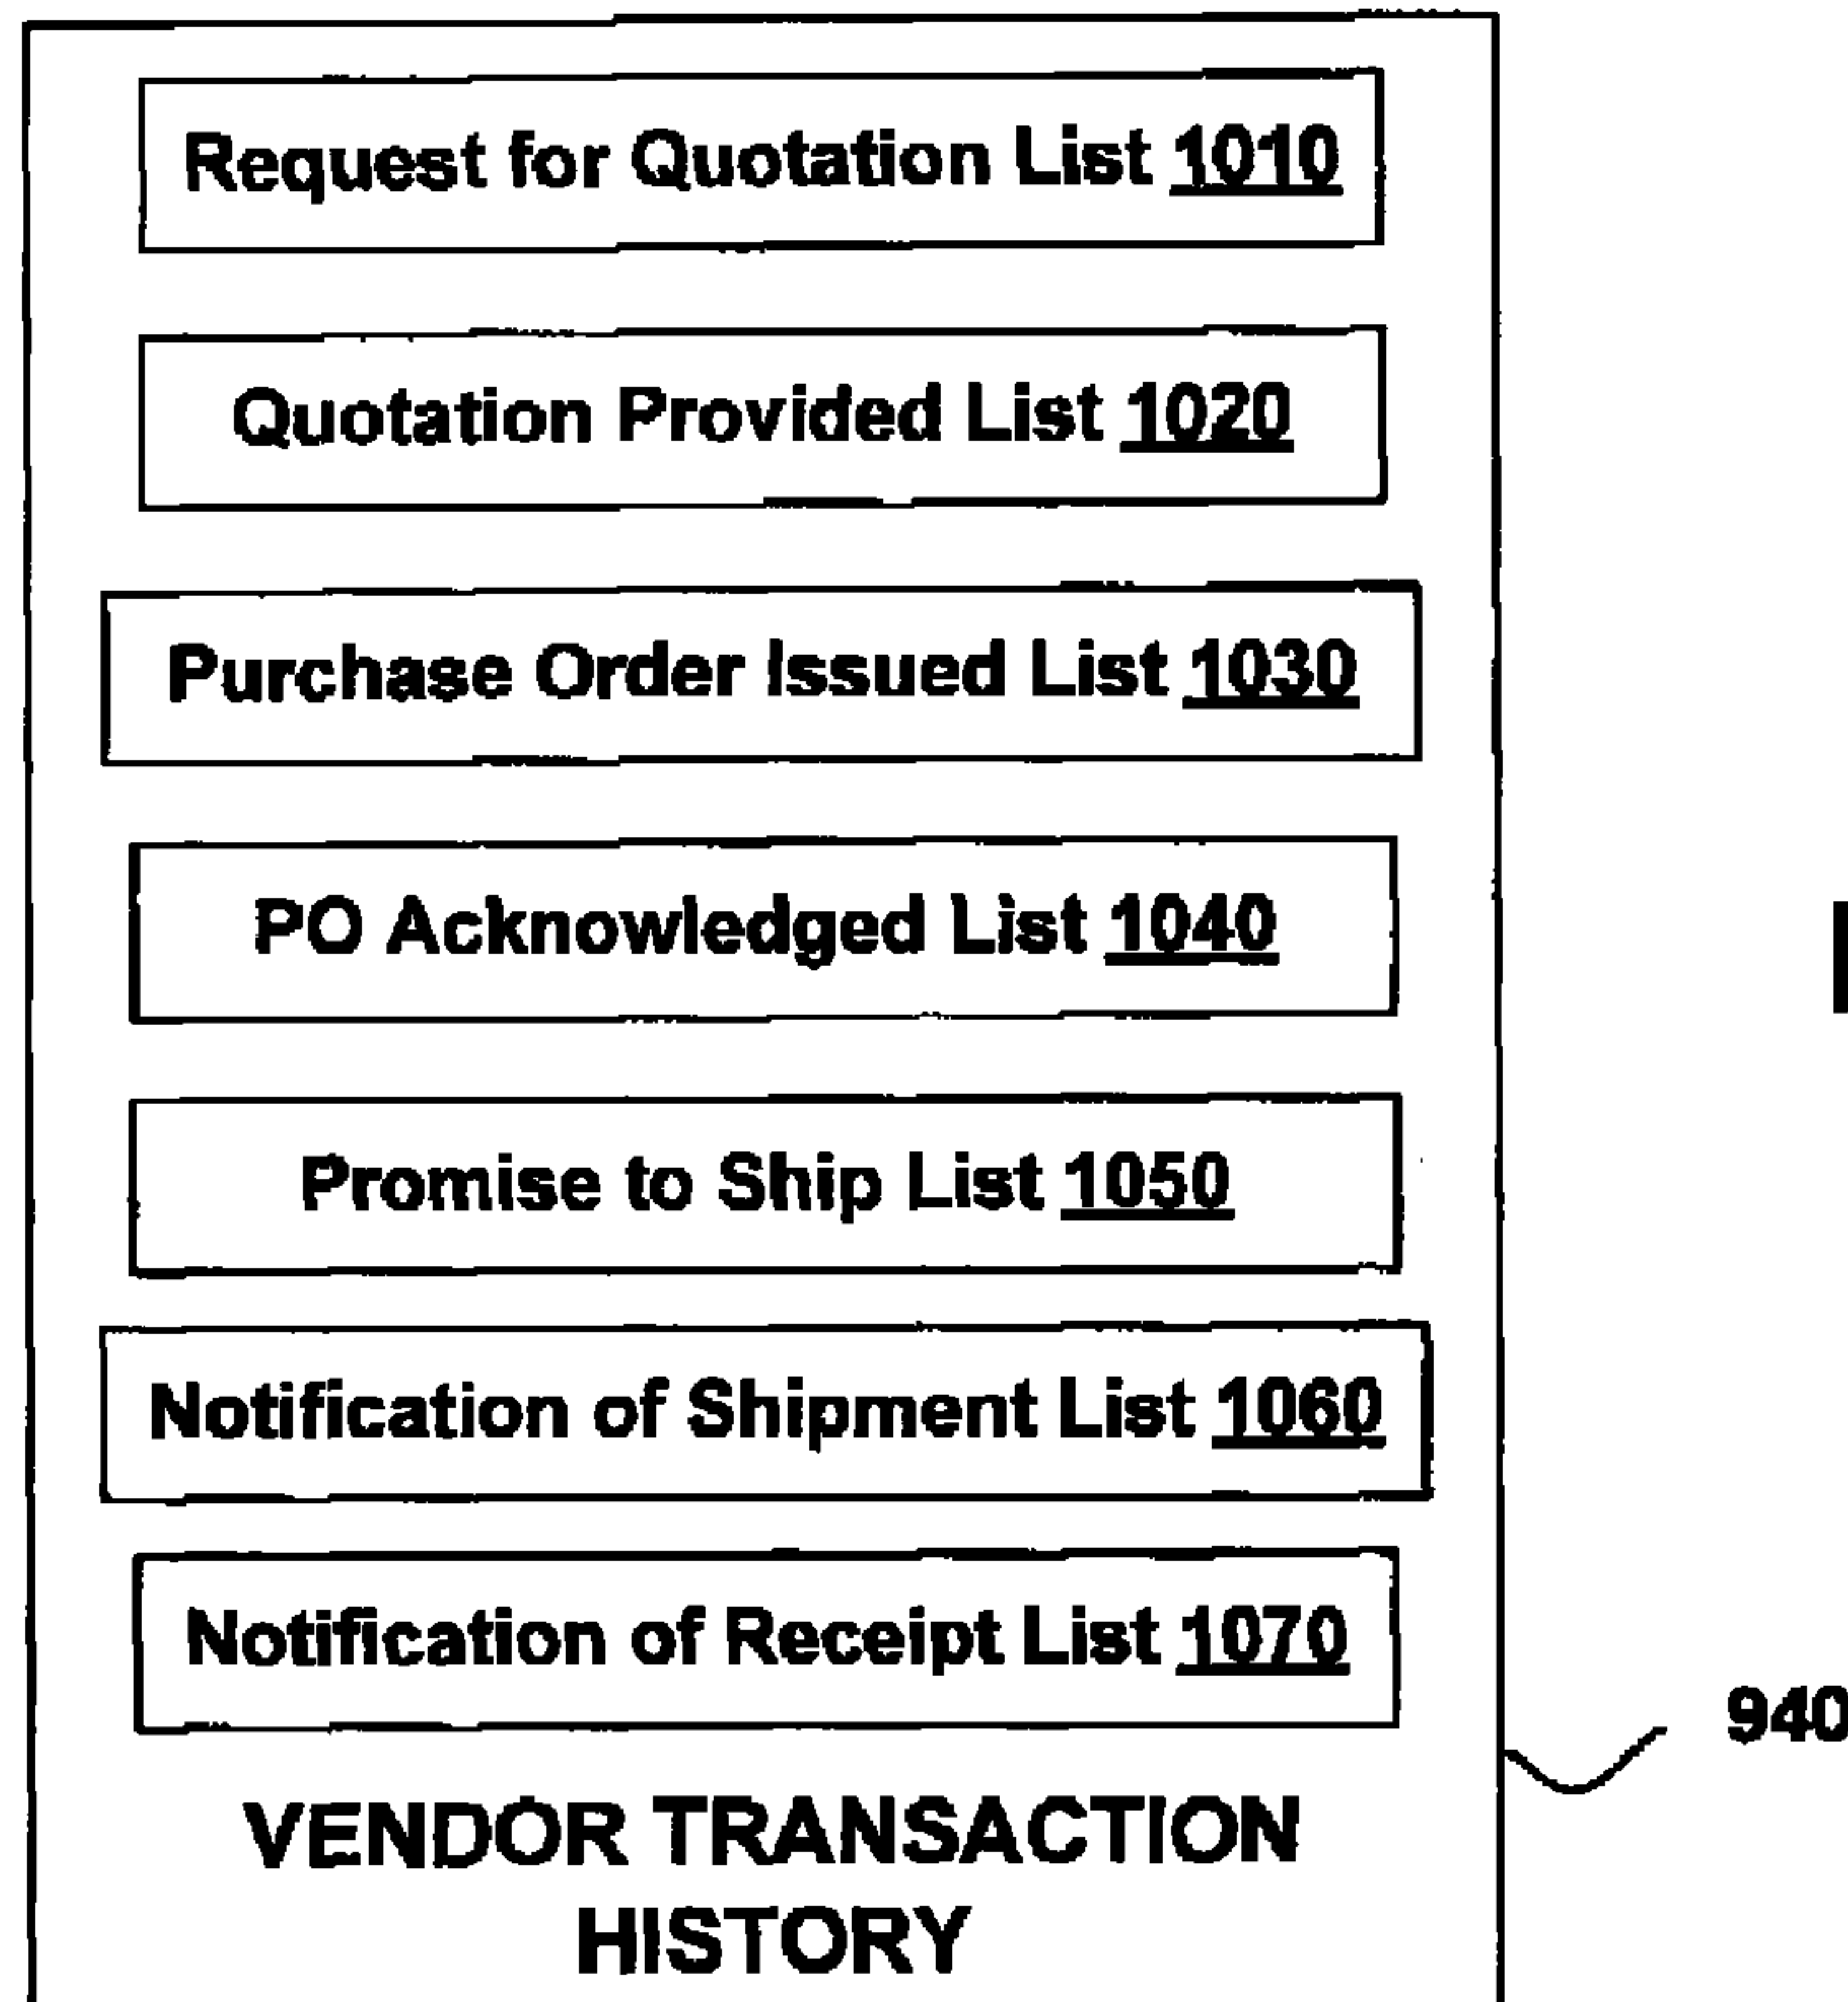 Request for Quotation List 1010
Quotation Provided List 1020
Purchase Order Issued List 1030
PO Acknowledged List 1040
Promise to Ship List 1050
Notification of Shipment List 1060
Notification of Receipt List 1070
940
VENDOR TRANSACTION
HISTORY